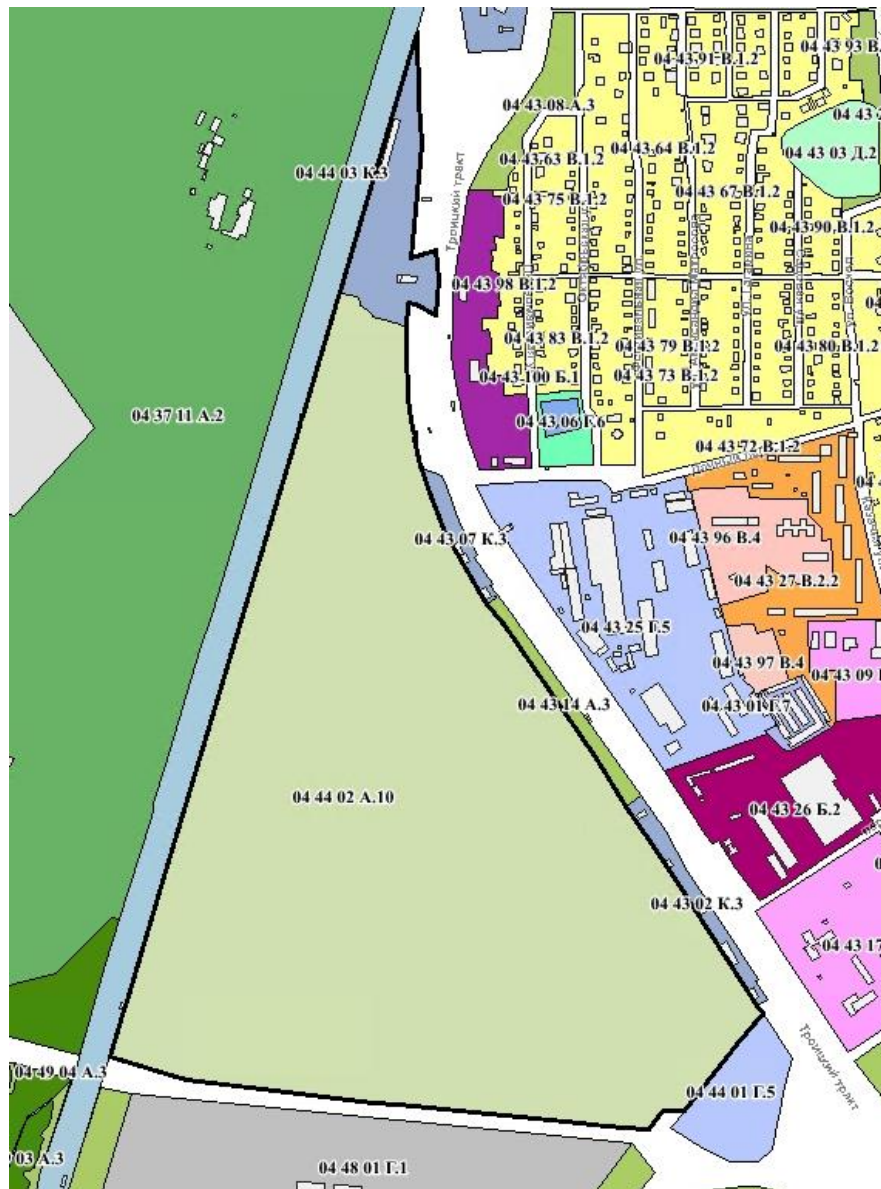 04 43 91 В.1.2
04 43 93 В.
04 43 08 А.3
04 43 03 Д.2
04 43 63 В.1.2
04 43 64 В.1.2
04 44 03 К.3
Троицкий тракт
04 43 75 В.1.2
04 43 67 В.1.2
04 43 90 В.1.2
04 43 98 В.1.2
04 43 83 В.1.2
04 43 79 В.1.2
04 43 80 В.1.2
04 43 100 Б.1
04 43 73 В.1.2
04 37 11 А.2
04 43 06 Г.6
04 43 72 В.1.2
04 43 07 К.3
04 43 96 В.4
04 43 27 В.2.2
04 43 25 Г.5
04 43 97 В.4
04 43 09
04 43 14 А.3
04 43 01 Г.7
04 44 02 А.10
04 43 26 Б.2
04 43 02 К.3
04 43 17
Троицкий тракт
04 49 04 А.3
04 44 01 Г.5
03 А.3
04 48 01 Г.1